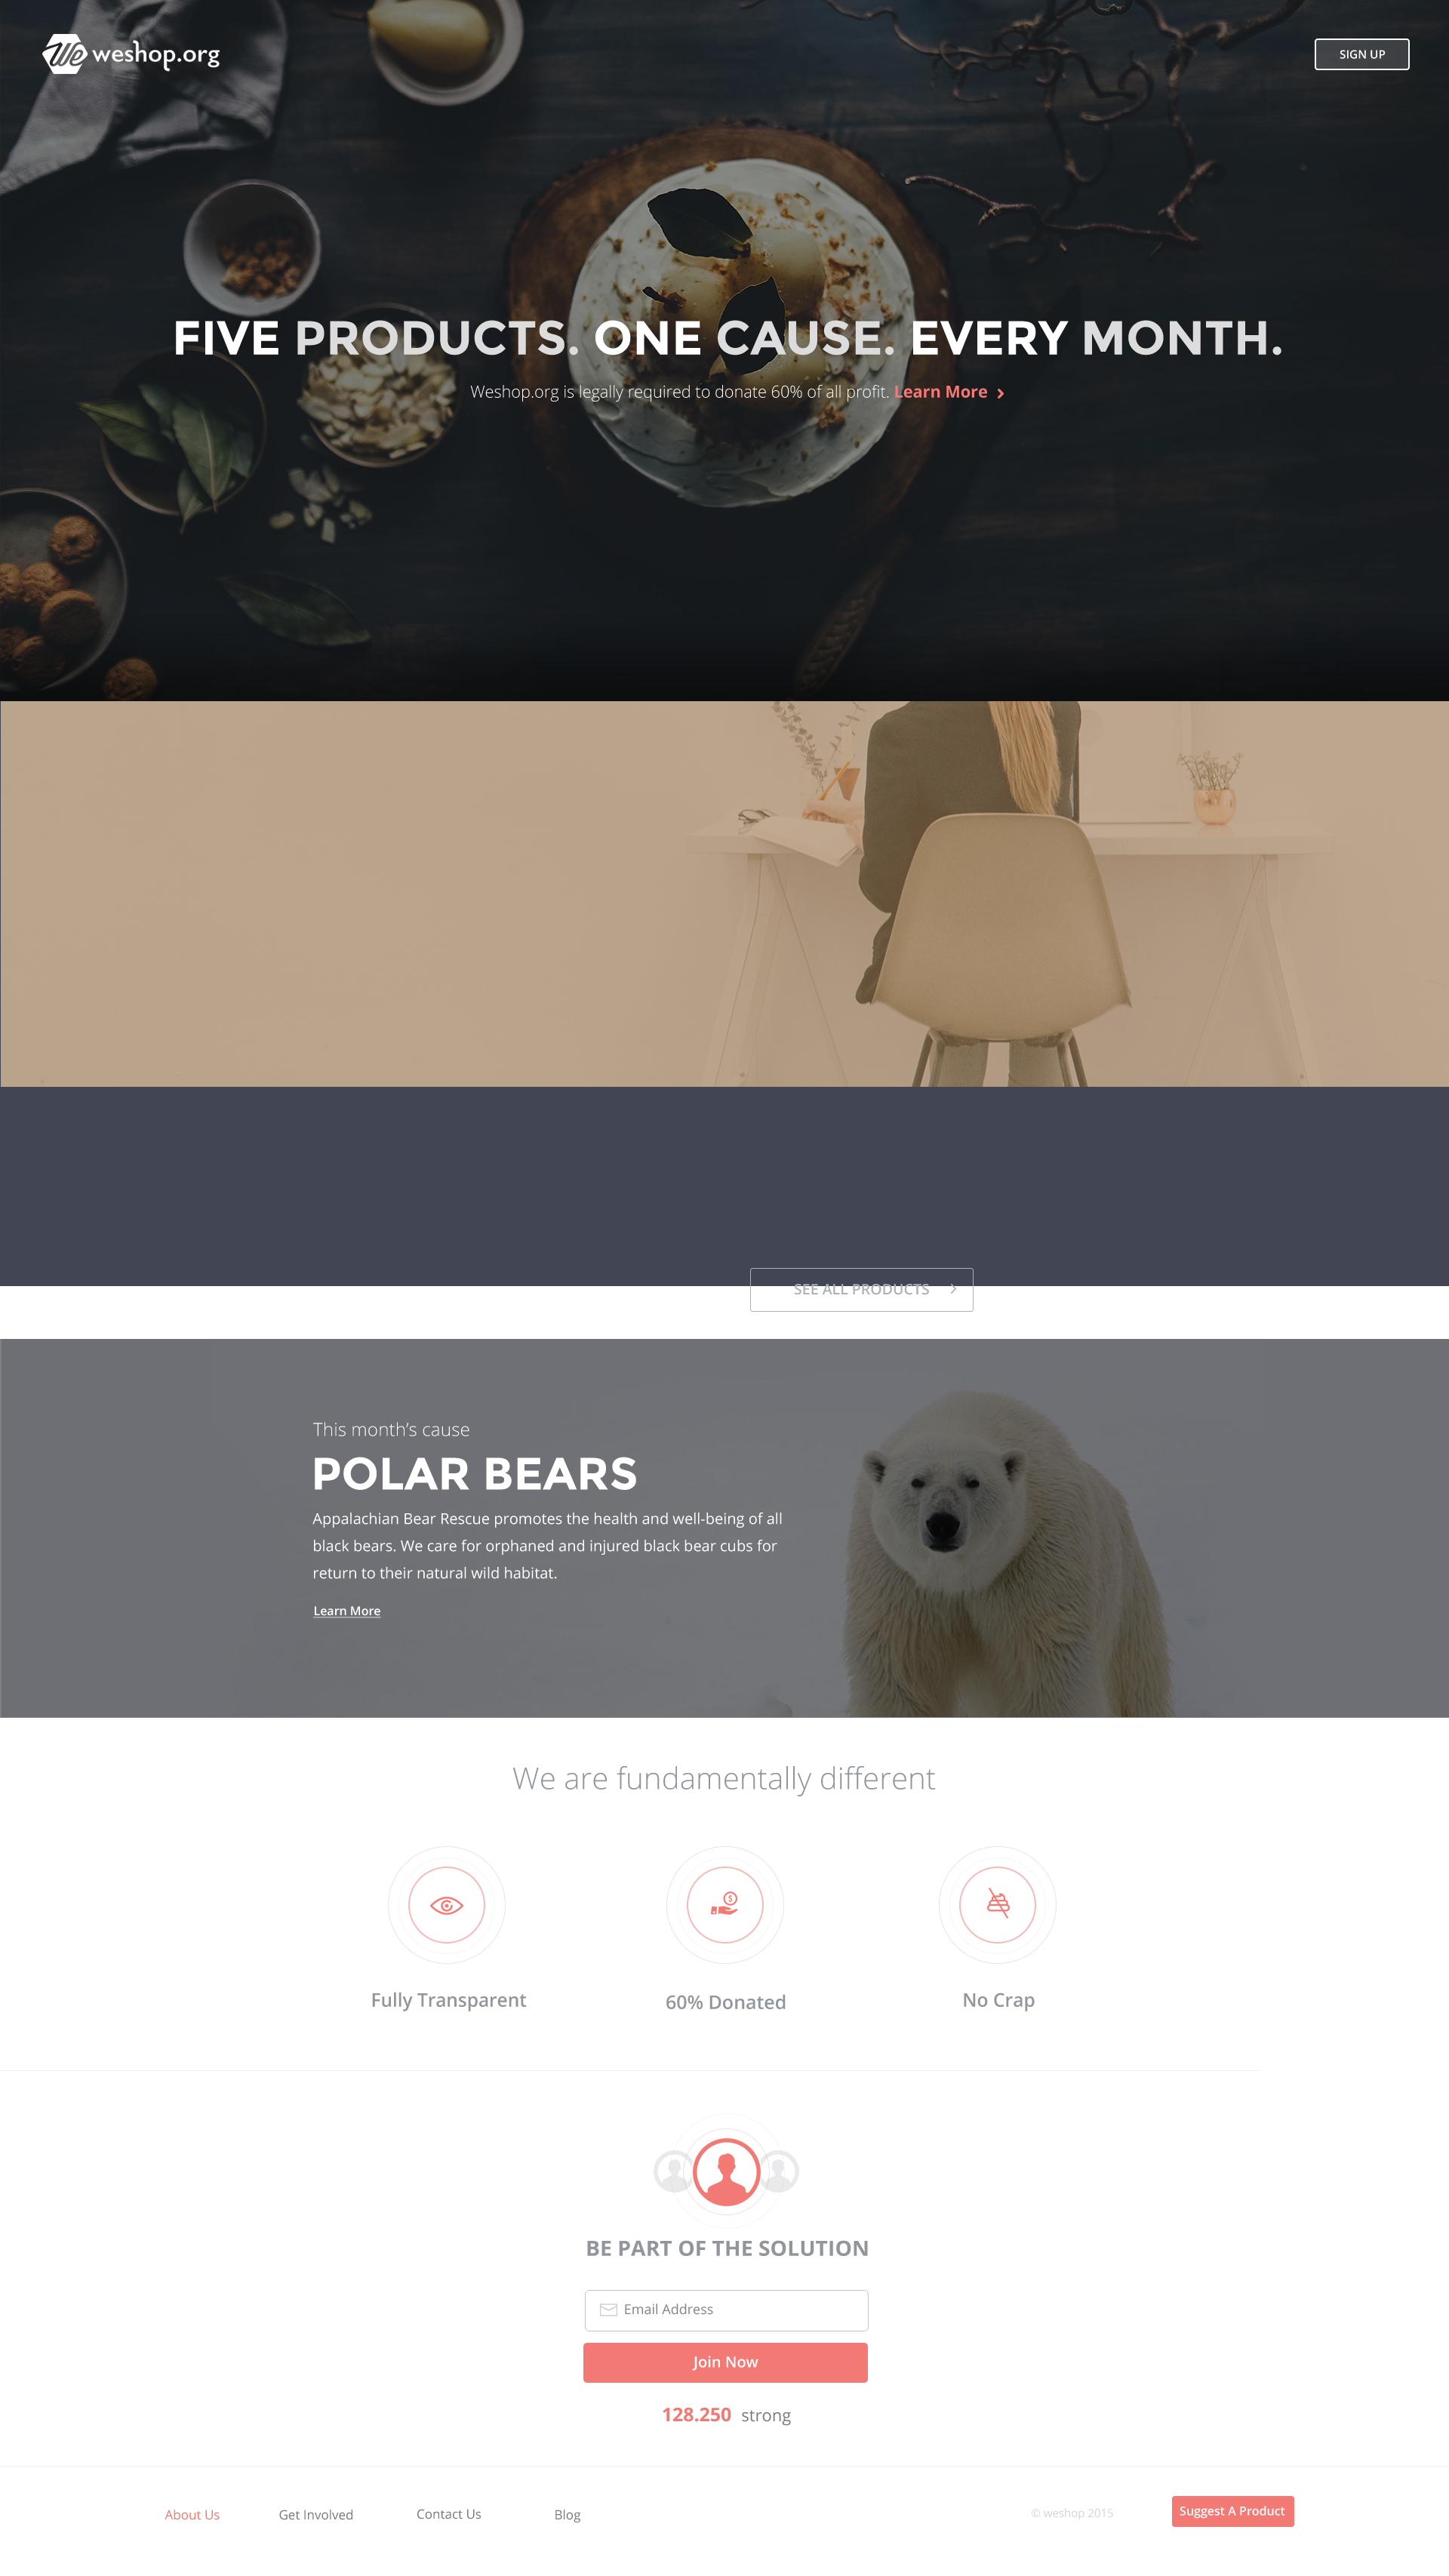 We weshop.org
SIGN UP
FIVE PRODUCTS. ONE CAUSE. EVERY MONTH.
Weshop.org is legally required to donate 60% of all profit. Learn More
SEE ALL PRODUCTS
This month’s cause
POLAR BEARS
Appalachian Bear Rescue promotes the health and well-being of all
black bears. We care for orphaned and injured black bear cubs for
return to their natural wild habitat.
Learn More
We are fundamentally different
Fully Transparent
60% Donated
No Crap
BE PART OF THE SOLUTION
Email Address
Join Now
128.250 strong
About Us
Get Involved
Contact Us
Blog
© weshop 2015
Suggest A Product